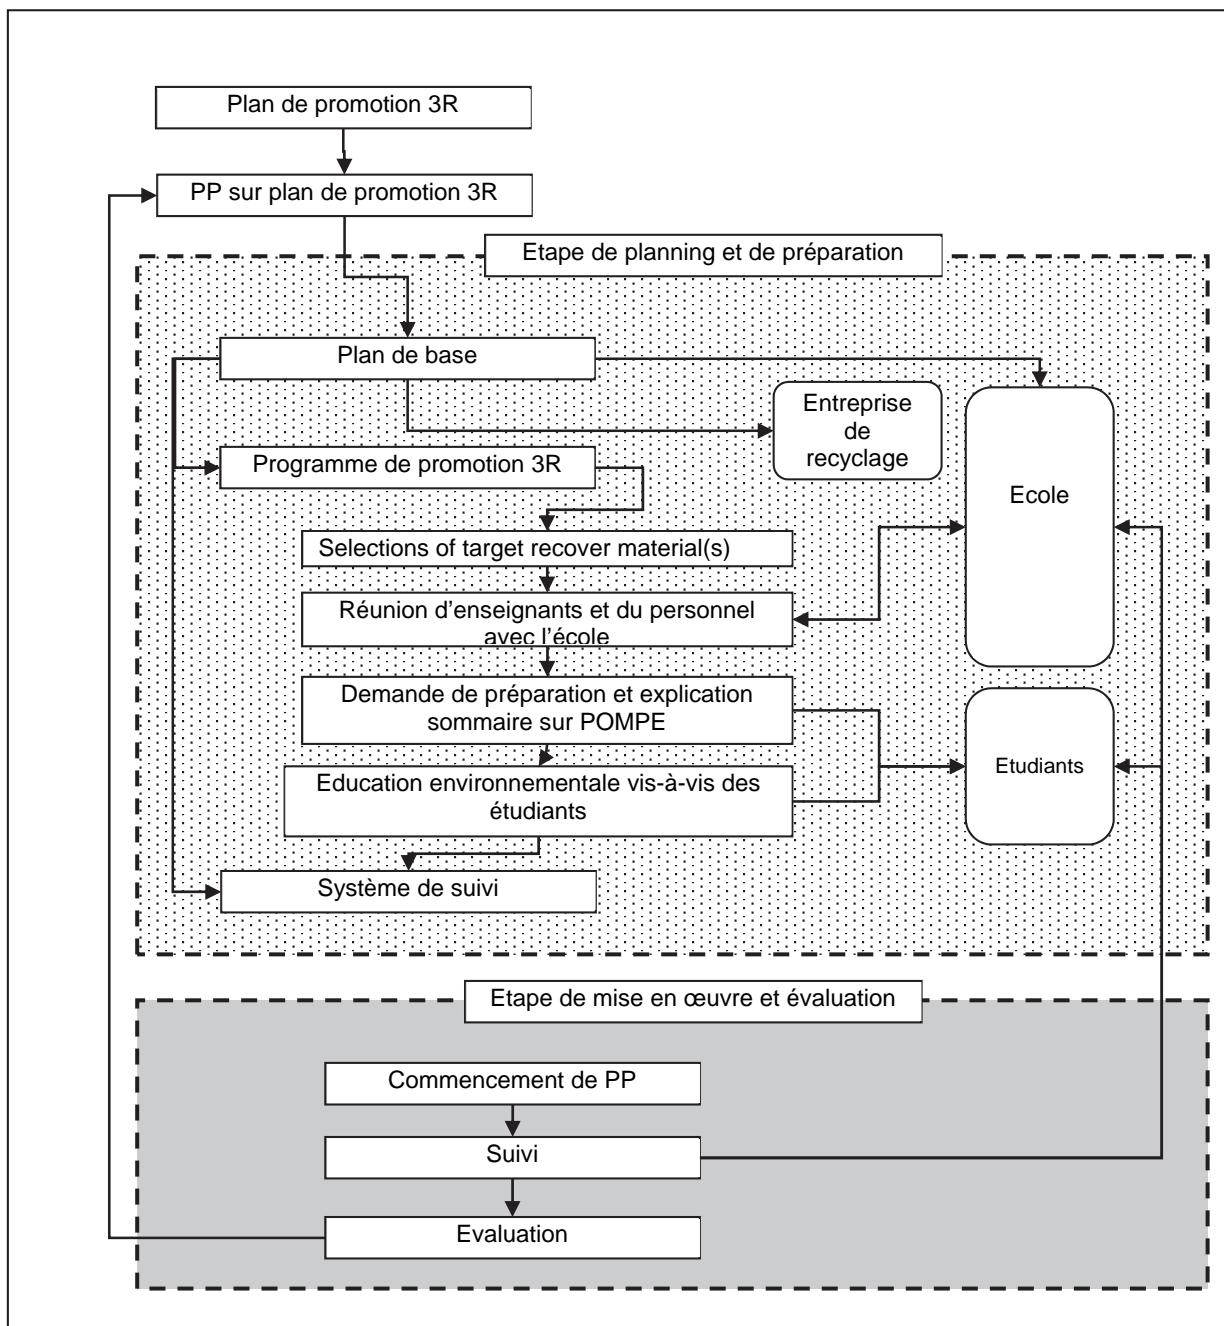 Plan de promotion 3R
PP sur plan de promotion 3R
Etape de planning et de préparation
Plan de base
Entreprise
de
recyclage
Programme de promotion 3R
Ecole
Selections of target recover material(s)
Réunion d’enseignants et du personnel
avec l’école
Demande de préparation et explication
sommaire sur POMPE
Etudiants
Education environnementale vis-à-vis des
étudiants
Système de suivi
Etape de mise en œuvre et évaluation
Commencement de PP
Suivi
Evaluation